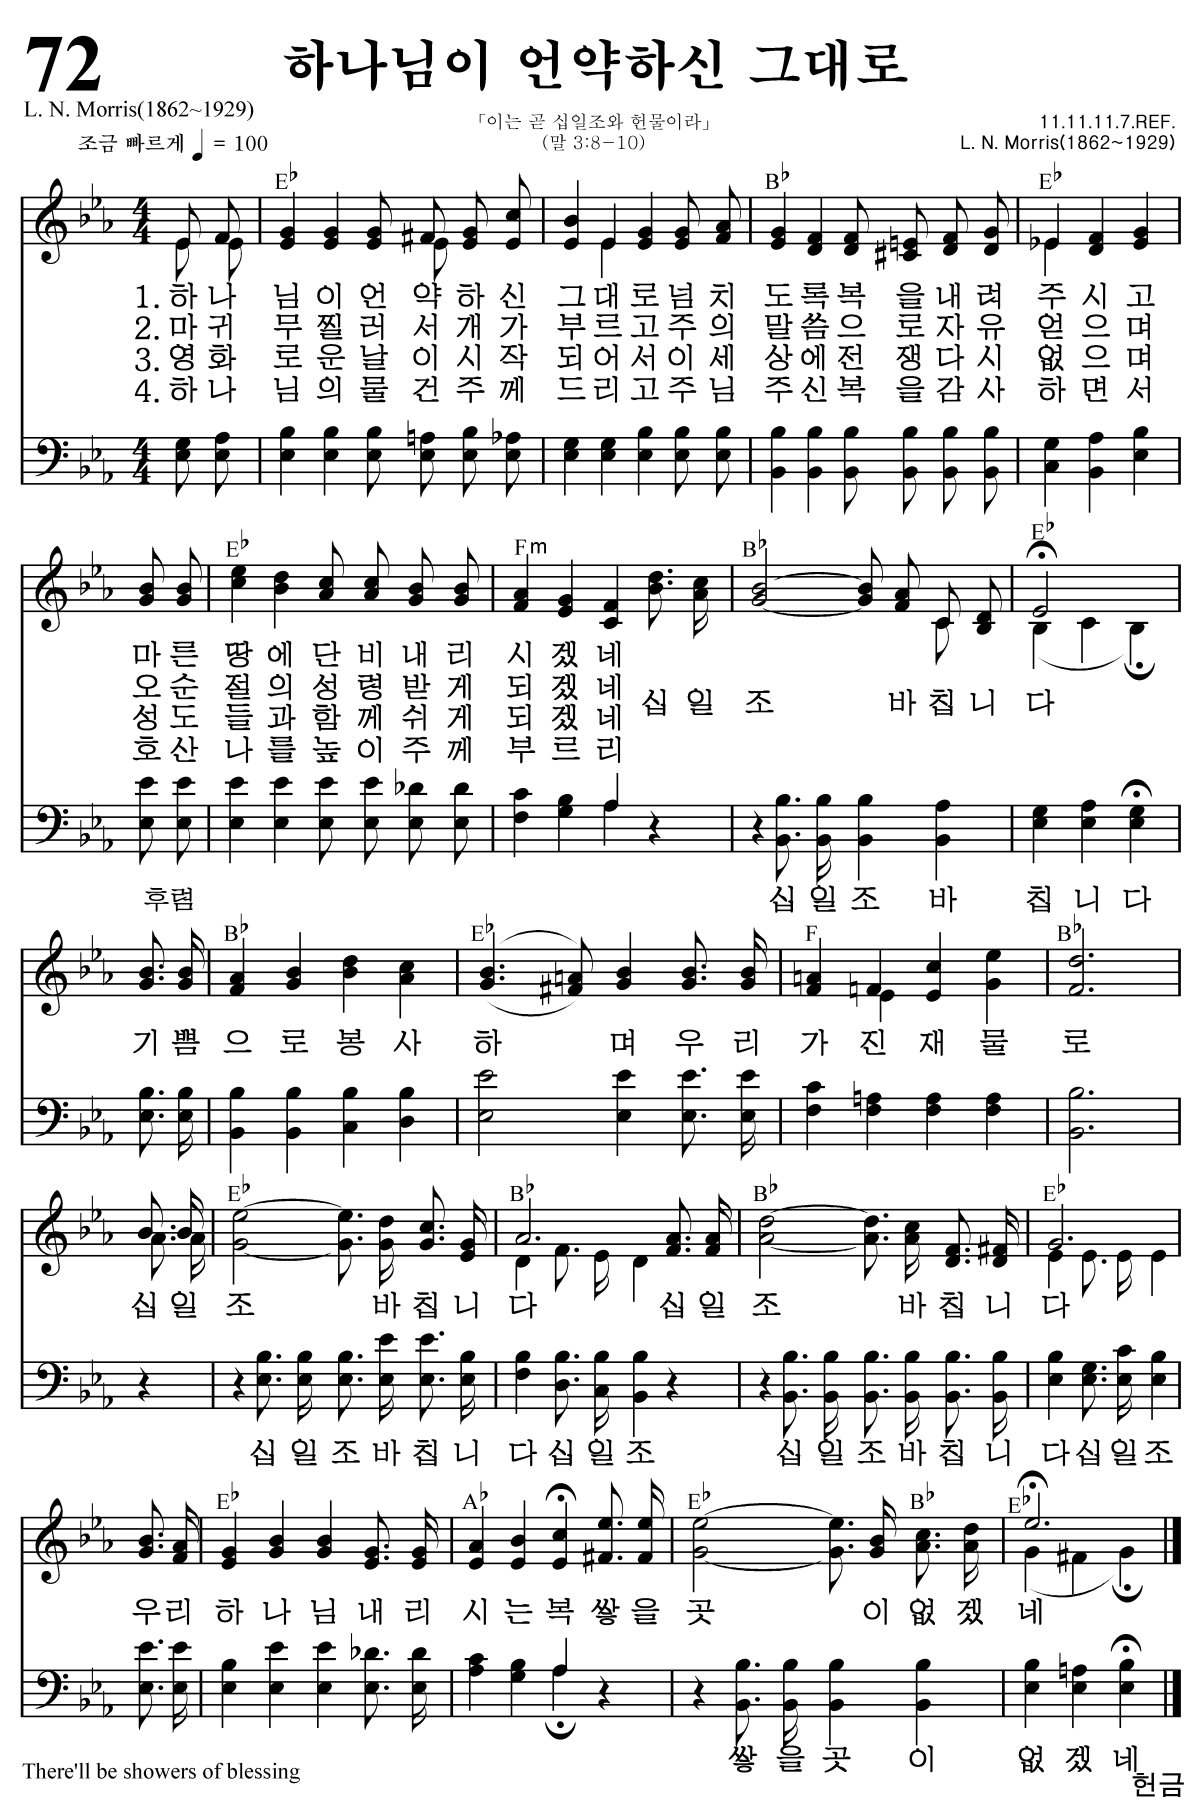 72
하나님이 언약하신 그대로
L. N. Morris(1862~1929)
「이는 곧 십일조와 헌물이라」
(말 3:8-10)
11.11.11.7.REF.
L. N. Morris(1862~1929)
조금 빠르게 ♩ = 100
E♭ B♭ E♭
1. 하 나 님 이 언 약 하 신 그 대 로 넘 치 도 록 복 을 내 려 주 시 고
2. 마 귀 무 찔 러 서 개 가 부 르 고 주 의 말 씀 으 로 자 유 얻 으 며
3. 영 화 로 운 날 이 시 작 되 어 서 이 세 상 에 전 쟁 다 시 없 으 며
4. 하 나 님 의 물 건 주 께 드 리 고 주 님 주 신 복 을 감 사 하 면 서
E♭ Fm B♭ E♭
마 른 땅 에 단 비 내 리 시 겠 네
오 순 절 의 성 령 받 게 되 겠 네
십 일 조 바 칩 니 다
성 도 들 과 함 께 쉬 게 되 겠 네
호 산 나 를 높 이 주 께 부 르 리
후렴
십 일 조 바 칩 니 다
B♭ E♭ F B♭
기 쁨 으 로 봉 사 하 며 우 리 가 진 재 물 로
E♭ B♭ B♭ E♭
십 일 조 바 칩 니 다 십 일 조 바 칩 니 다
십 일 조 바 칩 니 다 십 일 조 십 일 조 바 칩 니 다 십 일 조
E♭ A♭ E♭ B♭ E♭
우 리 하 나 님 내 리 시 는 복 쌓 을 곳 이 없 겠 네
쌓 을 곳 이 없 겠 네
There'll be showers of blessing
헌금